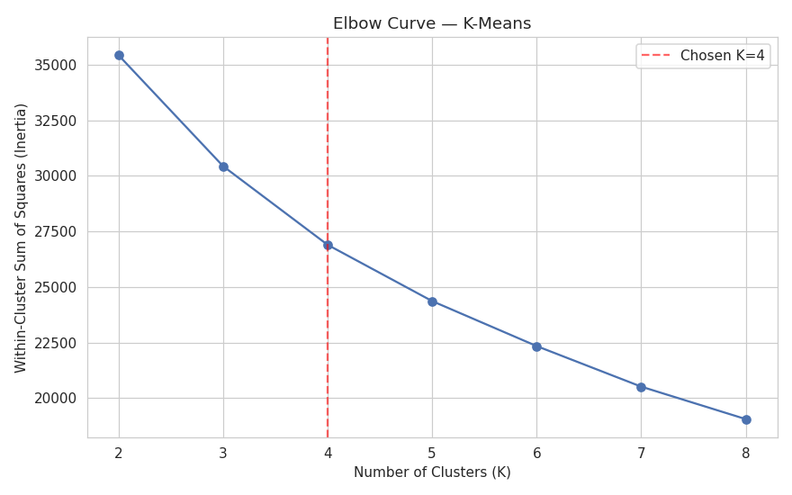 Elbow Curve — K-Means
Chosen K=4
Within-Cluster Sum of Squares (Inertia)
35000
32500
30000
27500
25000
22500
20000
2 3 4 5 6 7 8
Number of Clusters (K)